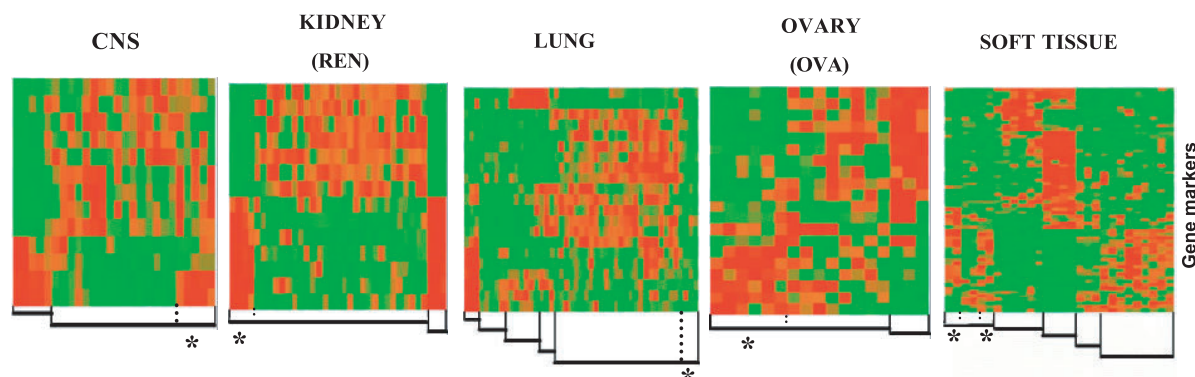 CNS
KIDNEY
(REN)
LUNG
OVARY
(OVA)
SOFT TISSUE
Gene markers
*
*
*
*
*
*